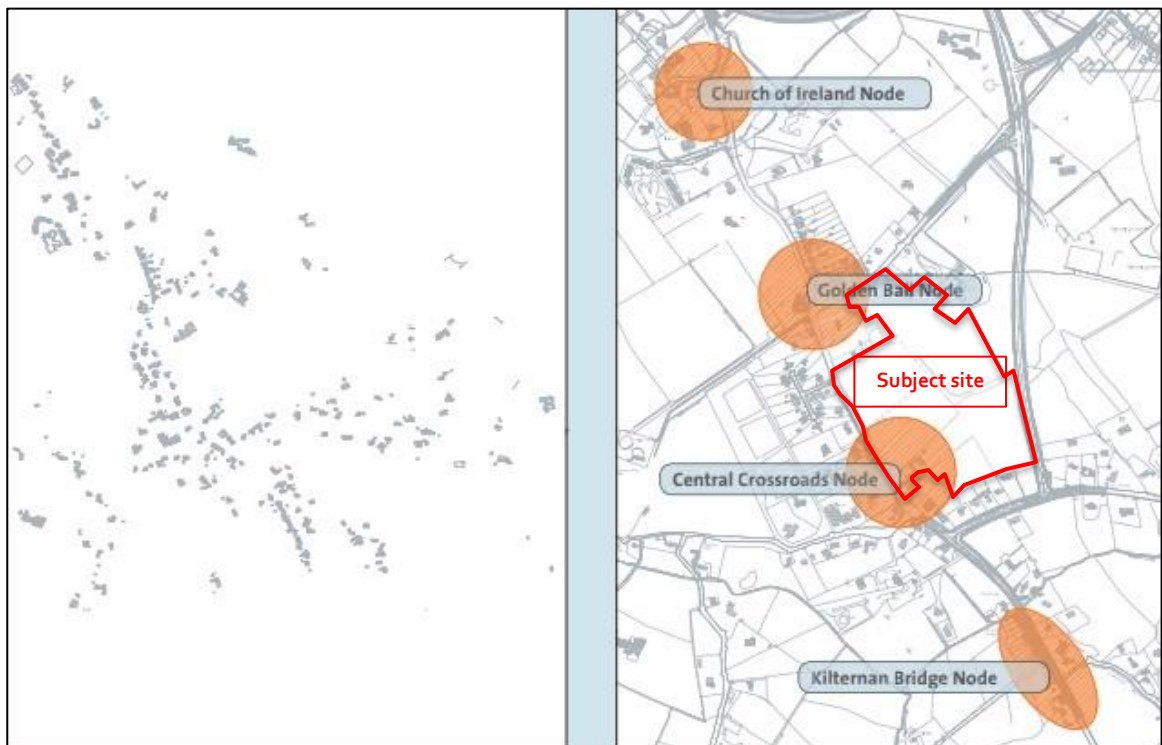 Church of Ireland Node
Golden Ball Node
Subject site
Central Crossroads Node
Kilternan Bridge Node